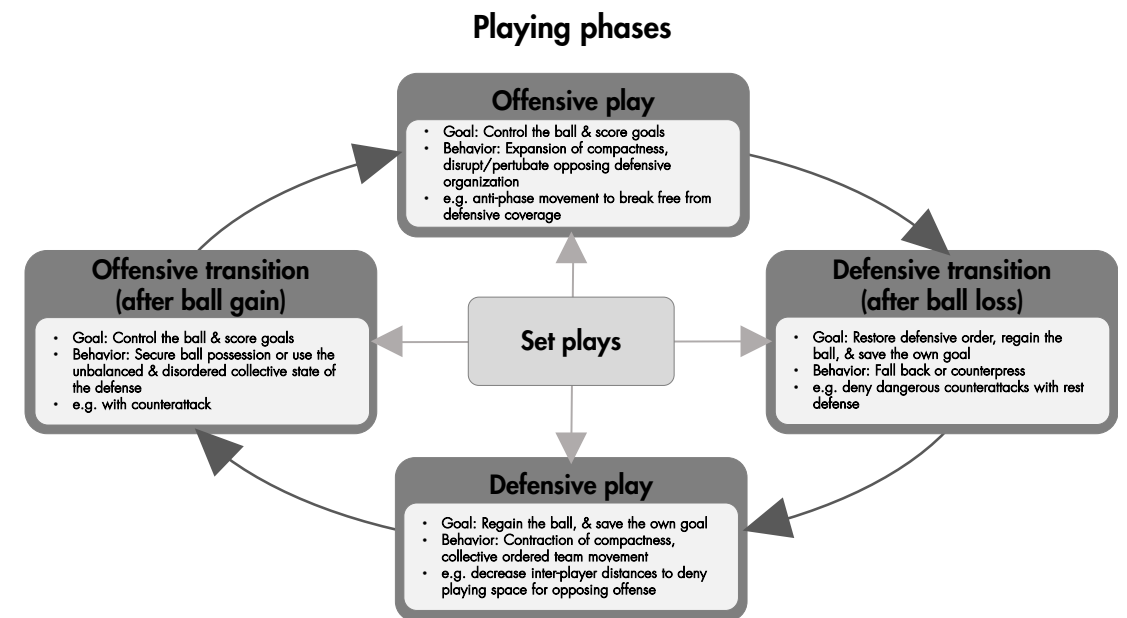 Playing phases
Offensive play
• Goal: Control the ball & score goals
• Behavior: Expansion of compactness,
disrupt/pertubate opposing defensive
organization
• e.g. anti-phase movement to break free from
defensive coverage
Offensive transition
(after ball gain)
• Goal: Control the ball & score goals
• Behavior: Secure ball possession or use the
unbalanced & disordered collective state of
the defense
• e.g. with counterattack
Set plays
Defensive transition
(after ball loss)
• Goal: Restore defensive order, regain the
ball, & save the own goal
• Behavior: Fall back or counterpress
• e.g. deny dangerous counterattacks with rest
defense
Defensive play
• Goal: Regain the ball, & save the own goal
• Behavior: Contraction of compactness,
collective ordered team movement
• e.g. decrease inter-player distances to deny
playing space for opposing offense